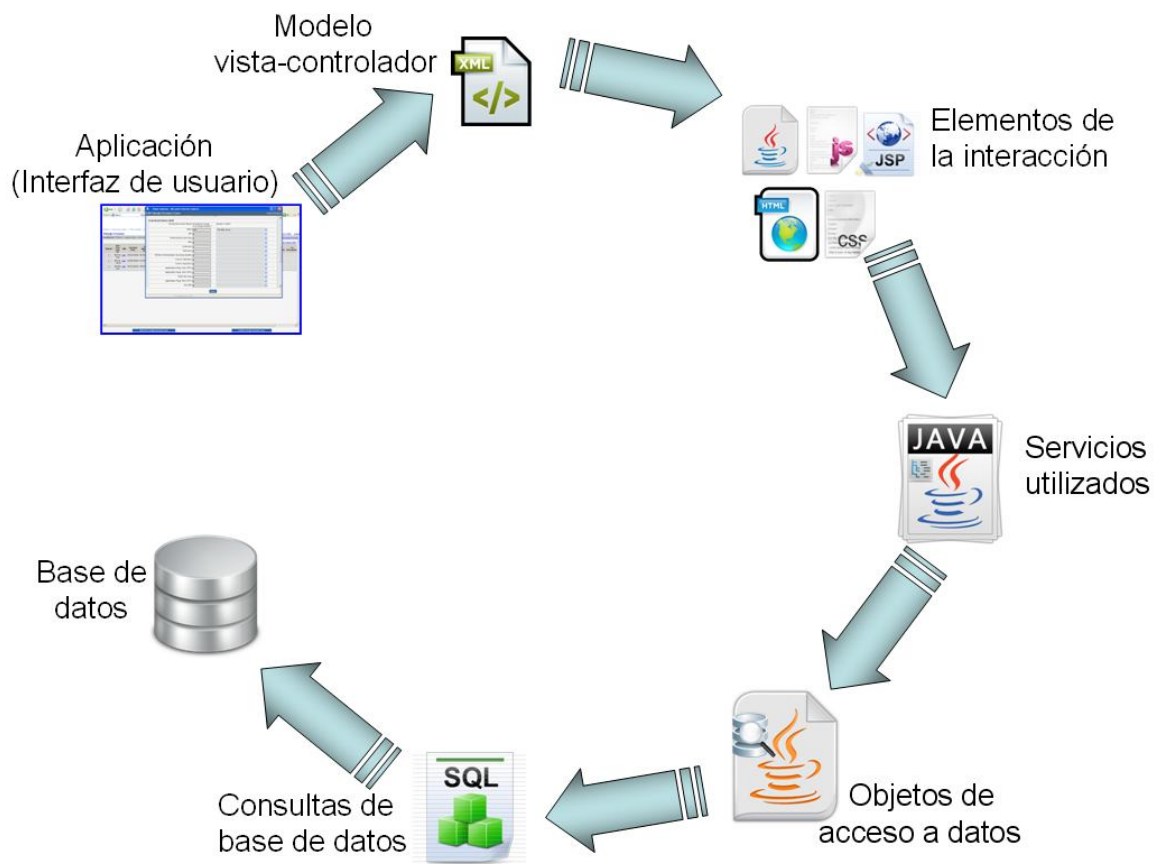 Modelo
vista-controlador
XML
</>
Aplicación
(Interfaz de usuario)
js
JSP
Elementos de
la interacción
HTML
CSS
JAVA
Servicios
utilizados
Base de
datos
SQL
Consultas de
base de datos
Objetos de
acceso a datos